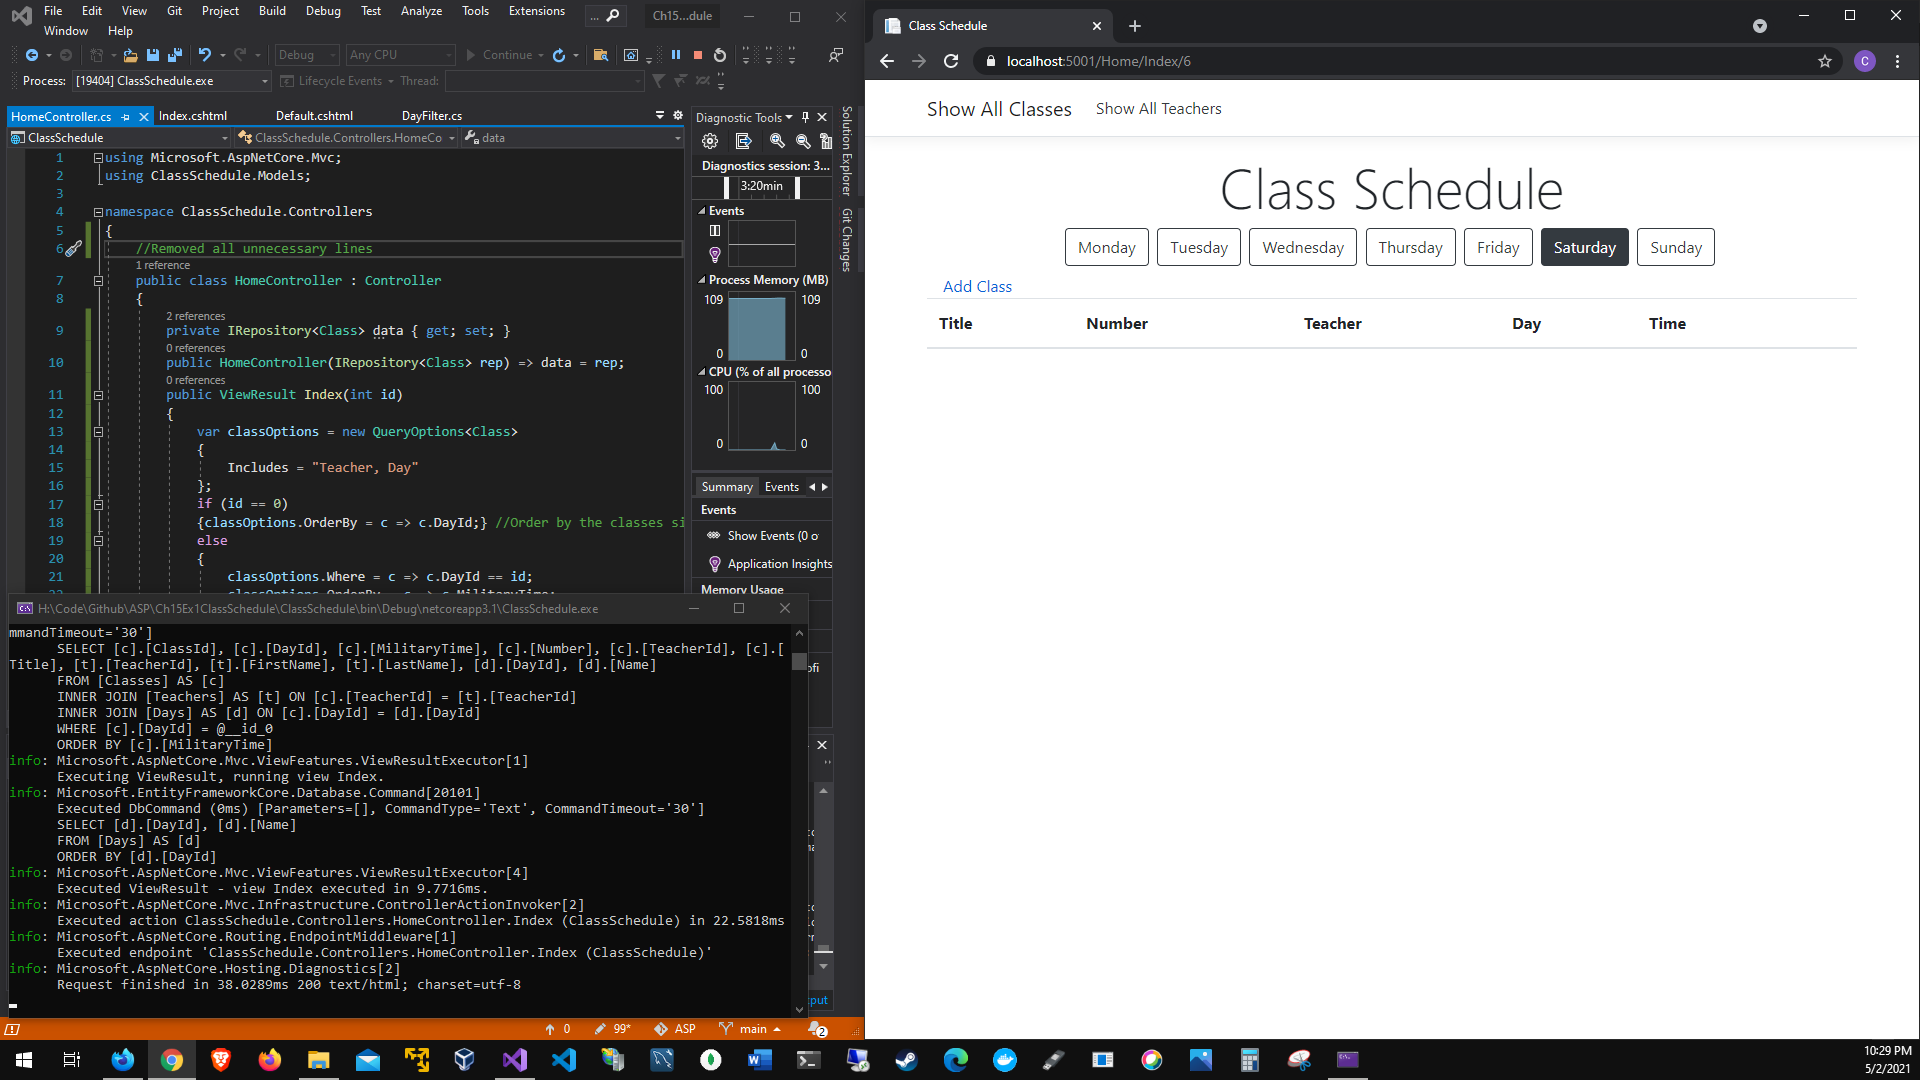 File Edit View Git Project Build Debug Test Analyze Tools Extensions ... Ch15...dule
Window Help
Debug Any CPU Continue
Process: [19404] ClassSchedule.exe Lifecycle Events Thread:
HomeController.cs Index.cshtml Default.cshtml DayFilter.cs
ClassSchedule ClassSchedule.Controllers.HomeCo data
1 using Microsoft.AspNetCore.Mvc;
2 using ClassSchedule.Models;
3
4 namespace ClassSchedule.Controllers
5 {
6 //Removed all unnecessary lines
1 reference
7 public class HomeController : Controller
8 {
2 references
9 private IRepository<Class> data { get; set; }
0 references
10 public HomeController(IRepository<Class> rep) => data = rep;
0 references
11 public ViewResult Index(int id)
12 {
13 var classOptions = new QueryOptions<Class>
14 {
15 Includes = "Teacher, Day"
16 };
17 if (id == 0)
18 {classOptions.OrderBy = c => c.DayId;} //Order by the classes si
19 else
20 {
21 classOptions.Where = c => c.DayId == id;
Diagnostic Tools
Diagnostics session: 3...
3:20min
Events
Process Memory (MB)
109 109
0 0
CPU (% of all processo
100 100
0 0
Summary Events
Events
Show Events (0 o
Application Insights
Memory Usage
Solution Explorer
Git Changes
H:\Code\Github\ASP\Ch15Ex1ClassSchedule\ClassSchedule\bin\Debug\netcoreapp3.1\ClassSchedule.exe
mmandTimeout='30']
SELECT [c].[ClassId], [c].[DayId], [c].[MilitaryTime], [c].[Number], [c].[TeacherId], [c].[
Title], [t].[TeacherId], [t].[FirstName], [t].[LastName], [d].[DayId], [d].[Name]
FROM [Classes] AS [c]
INNER JOIN [Teachers] AS [t] ON [c].[TeacherId] = [t].[TeacherId]
INNER JOIN [Days] AS [d] ON [c].[DayId] = [d].[DayId]
WHERE [c].[DayId] = @__id_0
ORDER BY [c].[MilitaryTime]
info: Microsoft.AspNetCore.Mvc.ViewFeatures.ViewResultExecutor[1]
Executing ViewResult, running view Index.
info: Microsoft.EntityFrameworkCore.Database.Command[20101]
Executed DbCommand (0ms) [Parameters=[], CommandType='Text', CommandTimeout='30']
SELECT [d].[DayId], [d].[Name]
FROM [Days] AS [d]
ORDER BY [d].[DayId]
info: Microsoft.AspNetCore.Mvc.ViewFeatures.ViewResultExecutor[4]
Executed ViewResult - view Index executed in 9.7716ms.
info: Microsoft.AspNetCore.Mvc.Infrastructure.ControllerActionInvoker[2]
Executed action ClassSchedule.Controllers.HomeController.Index (ClassSchedule) in 22.5818ms
info: Microsoft.AspNetCore.Routing.EndpointMiddleware[1]
Executed endpoint 'ClassSchedule.Controllers.HomeController.Index (ClassSchedule)'
info: Microsoft.AspNetCore.Hosting.Diagnostics[2]
Request finished in 38.0289ms 200 text/html; charset=utf-8
0 99* ASP main 2
Class Schedule
localhost:5001/Home/Index/6
C
Show All Classes Show All Teachers
Class Schedule
Monday Tuesday Wednesday Thursday Friday Saturday Sunday
Add Class
Title Number Teacher Day Time
10:29 PM
5/2/2021